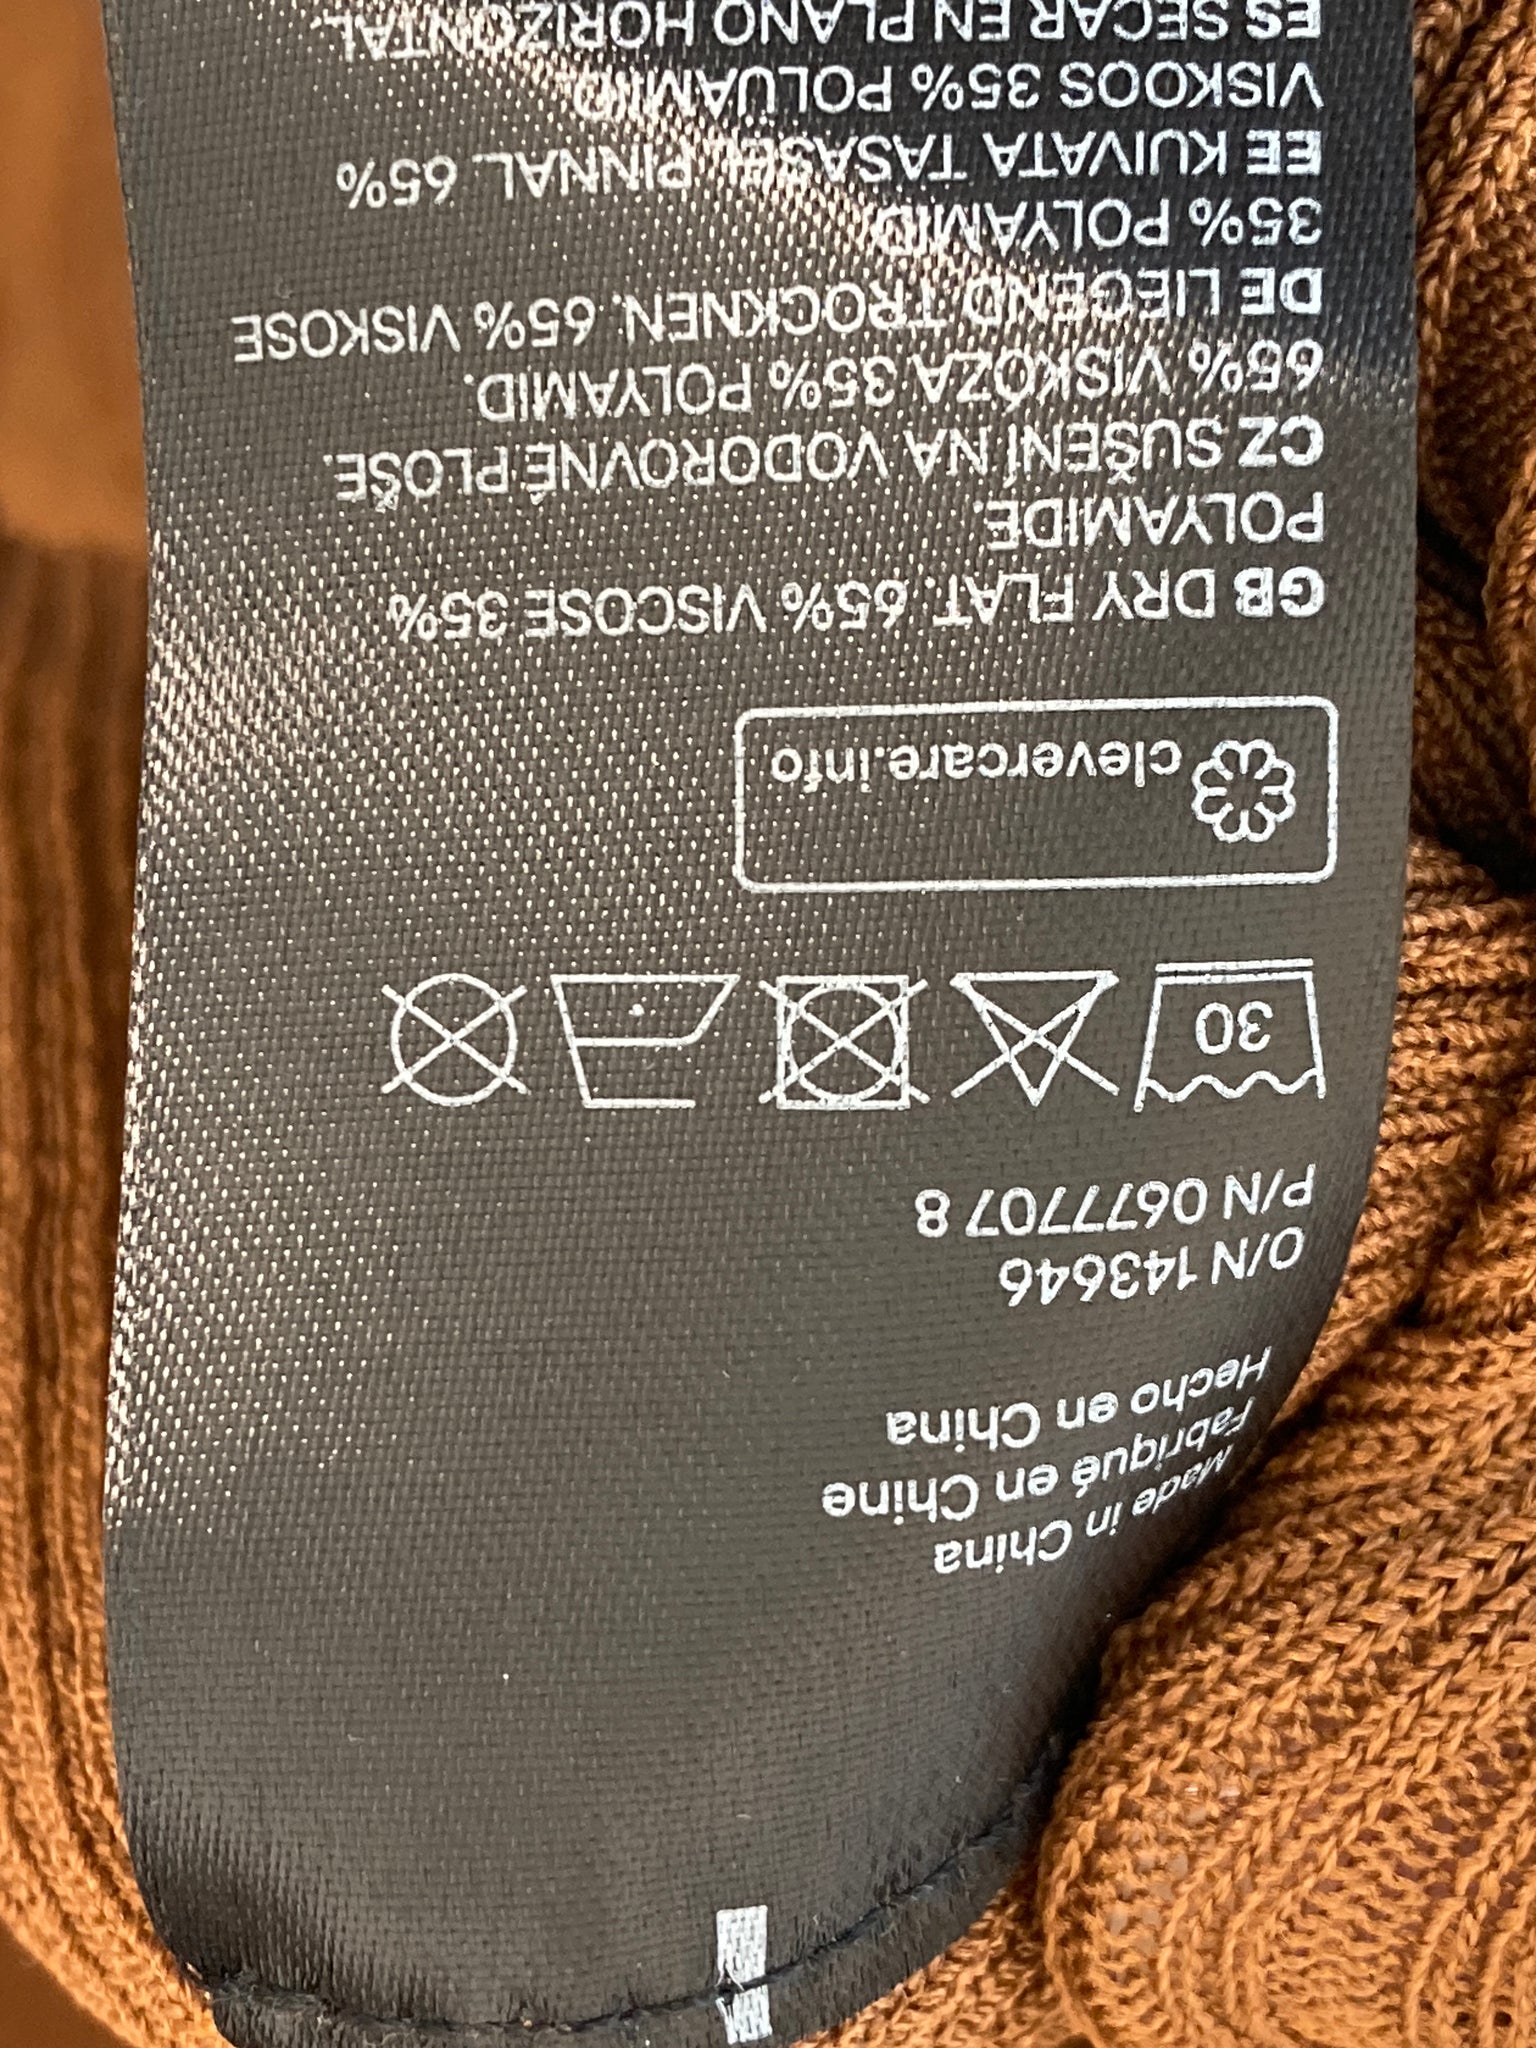 Made in China
Fabriqué en Chine
Hecho en China
O/N 143646
P/N 0677707 8
30
clevercare.info
GB DRY FLAT. 65% VISCOSE 35%
POLYAMIDE.
CZ SUŠENÍ NA VODOROVNÉ PLOŠE.
65% VISKÓZA 35% POLYAMID.
DE LIEGEND TROCKNEN. 65% VISKOSE
35% POLYAMID.
EE KUIVATA TASASEL PINNAL. 65%
VISKOOS 35% POLÜAMID.
ES SECAR EN PLANO HORIZONTAL.